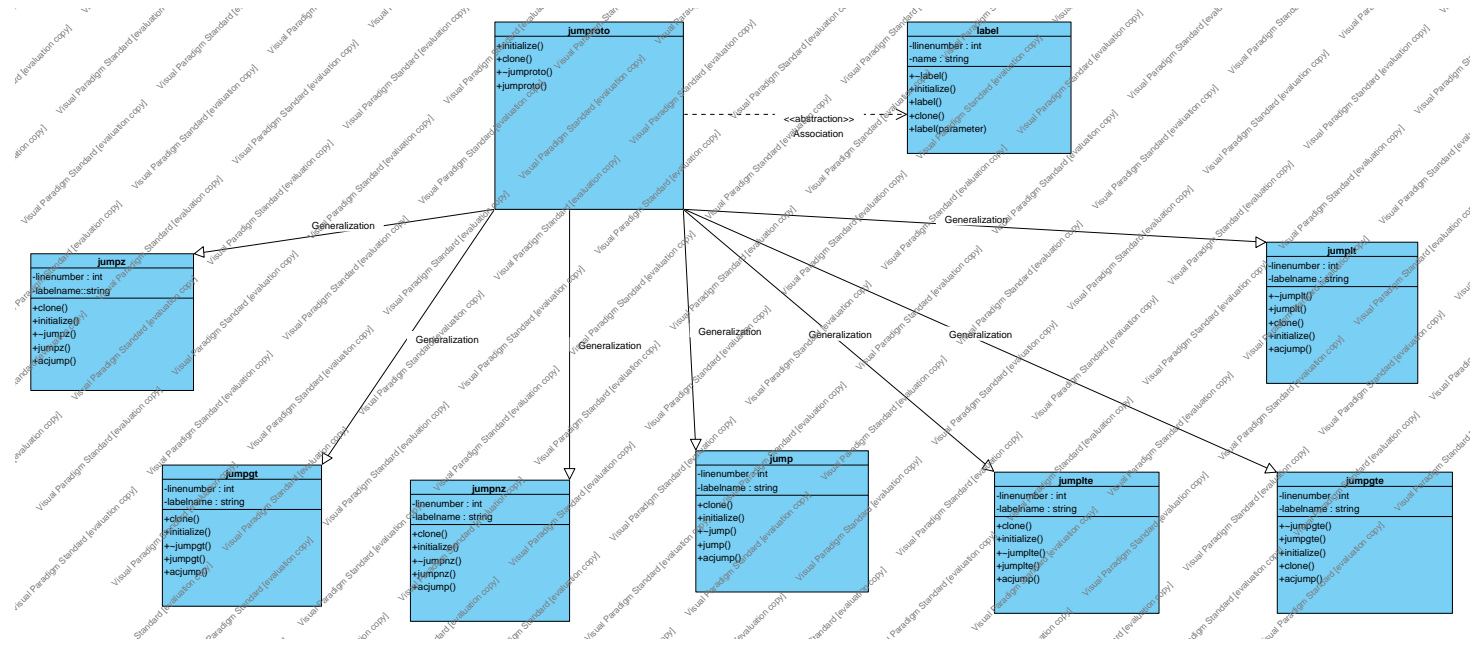 jumproto
+initialize()
+clone()
+~jumproto()
+jumproto()
label
-llinenumber : int
-name : string
+~label()
+initialize()
+label()
+clone()
+label(parameter)
<<abstraction>>
Association
Generalization
Generalization
Generalization
Generalization
Generalization
Generalization
Generalization
jumpz
-linenumber : int
-labelname::string
+clone()
+initialize()
+~jumpz()
+jumpz()
+acjump()
jumplt
-linenumber : int
-labelname : string
+~jumplt()
+jumplt()
+clone()
+initialize()
+acjump()
jumpgt
-linenumber : int
-labelname : string
+clone()
+initialize()
+~jumpgt()
+jumpgt()
+acjump()
jumpnz
-linenumber : int
-labelname : string
+clone()
+initialize()
+~jumpnz()
+jumpnz()
+acjump()
jump
-linenumber : int
-labelname : string
+clone()
+initialize()
+~jump()
+jump()
+acjump()
jumplte
-linenumber : int
-labelname : string
+clone()
+initialize()
+~jumplte()
+jumplte()
+acjump()
jumpgte
-linenumber : int
-labelname : string
+~jumpgte()
+jumpgte()
+initialize()
+clone()
+acjump()
Visual Paradigm Standard [evaluation copy]